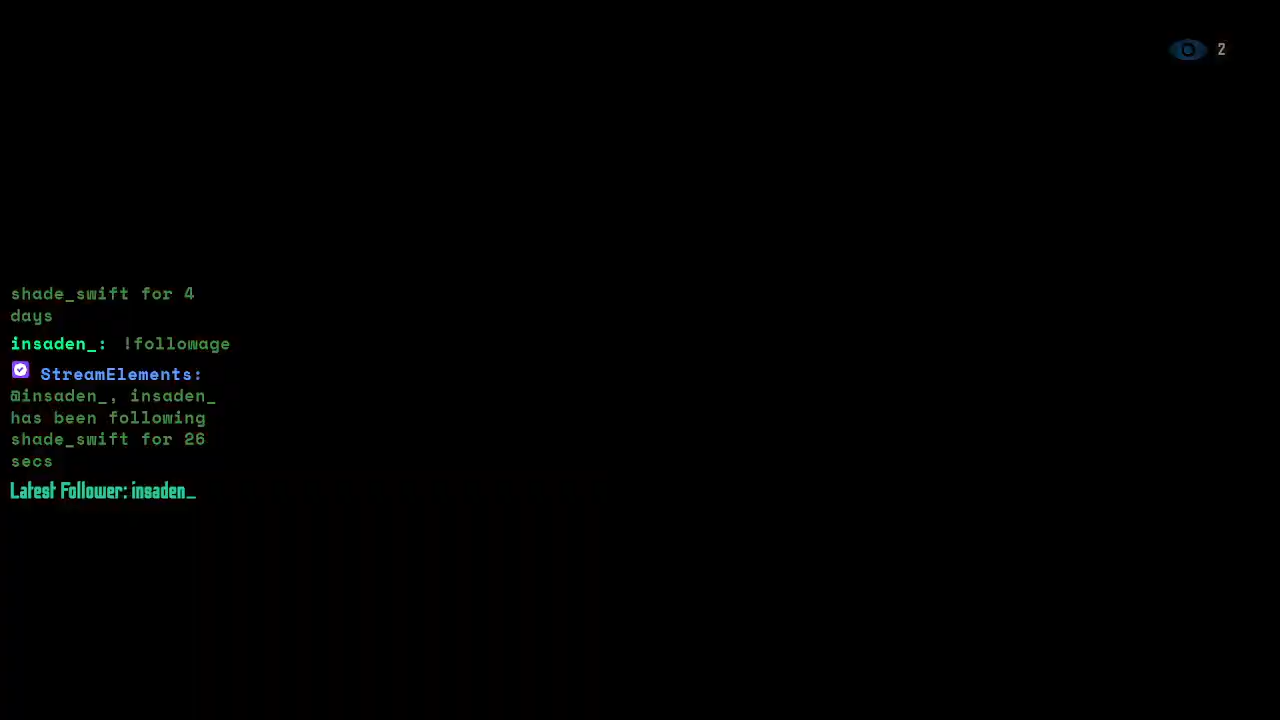 2
shade_swift for 4
days
insaden_: !followage
StreamElements:
@insaden_, insaden_
has been following
shade_swift for 26
secs
Latest Follower: insaden_